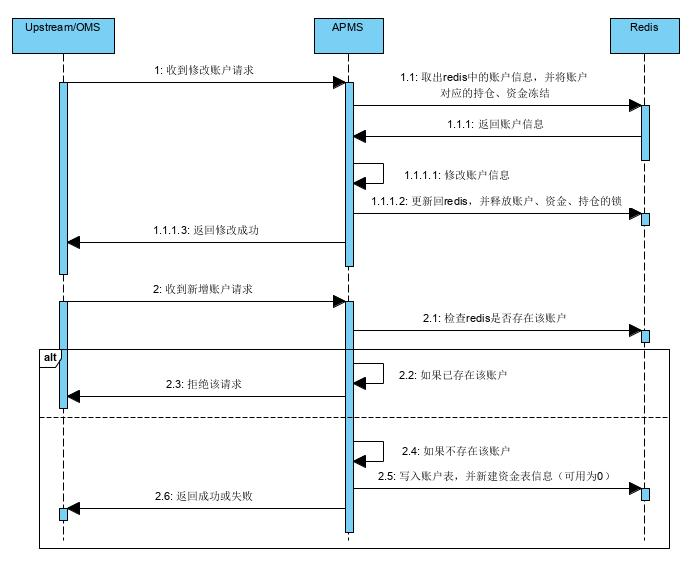 Upstream/OMS
APMS
Redis
1: 收到修改账户请求
1.1: 取出redis中的账户信息，并将账户
对应的持仓、资金冻结
1.1.1: 返回账户信息
1.1.1.1: 修改账户信息
1.1.1.2: 更新回redis，并释放账户、资金、持仓的锁
1.1.1.3: 返回修改成功
2: 收到新增账户请求
2.1: 检查redis是否存在该账户
alt
2.2: 如果已存在该账户
2.3: 拒绝该请求
2.4: 如果不存在该账户
2.5: 写入账户表，并新建资金表信息（可用为0）
2.6: 返回成功或失败